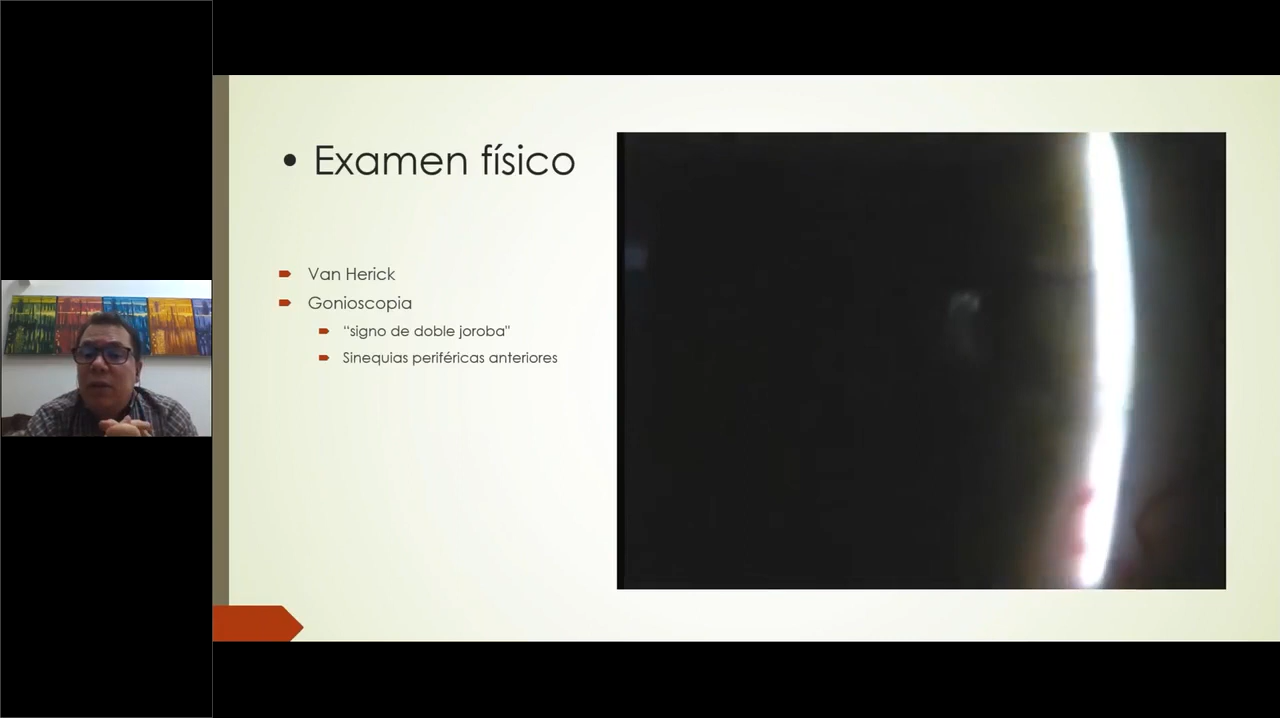 • Examen físico
Van Herick
Gonioscopia
"signo de doble joroba"
Sinequias periféricas anteriores